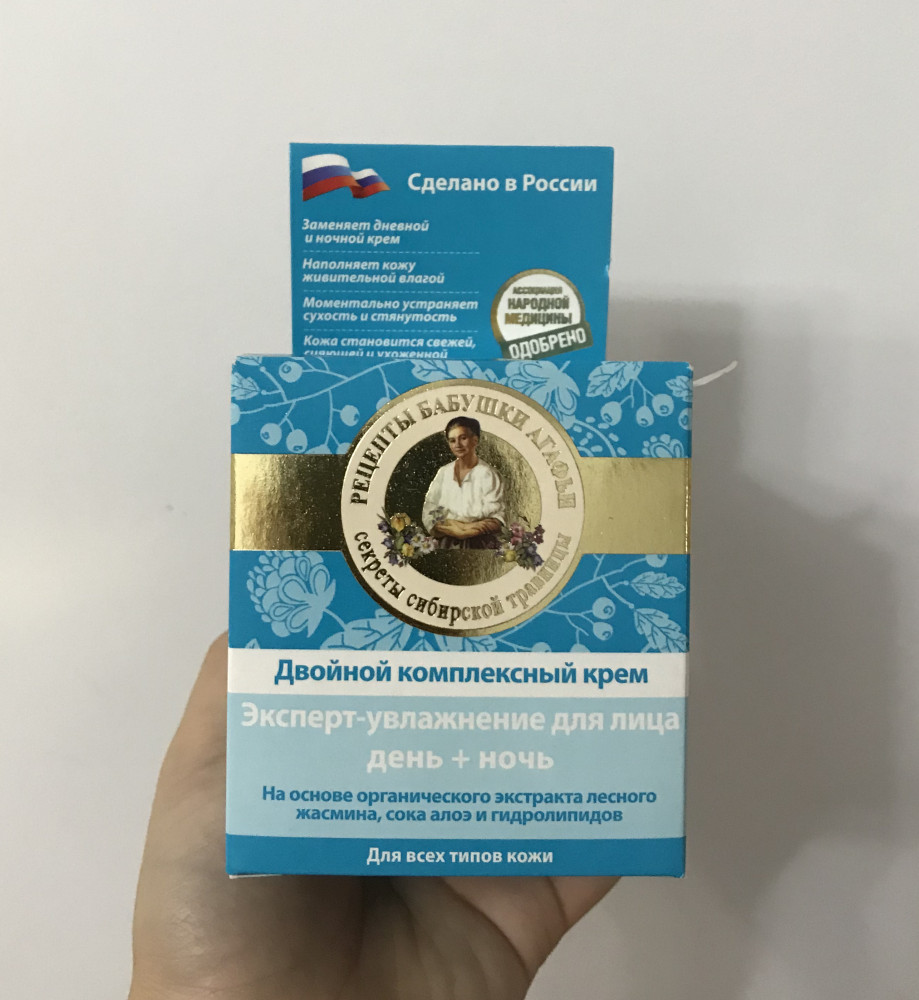 Сделано в России
Заменяет дневной
и ночной крем
Наполняет кожу
живительной влагой
Моментально устраняет
сухость и стянутость
Кожа становится свежей,
сияющей и ухоженной
Ассоциация
НАРОДНОЙ
МЕДИЦИНЫ
ОДОБРЕНО
РЕЦЕПТЫ БАБУШКИ АГАФЬИ
секреты сибирской травницы
Двойной комплексный крем
Эксперт-увлажнение для лица
день + ночь
На основе органического экстракта лесного
жасмина, сока алоэ и гидролипидов
Для всех типов кожи